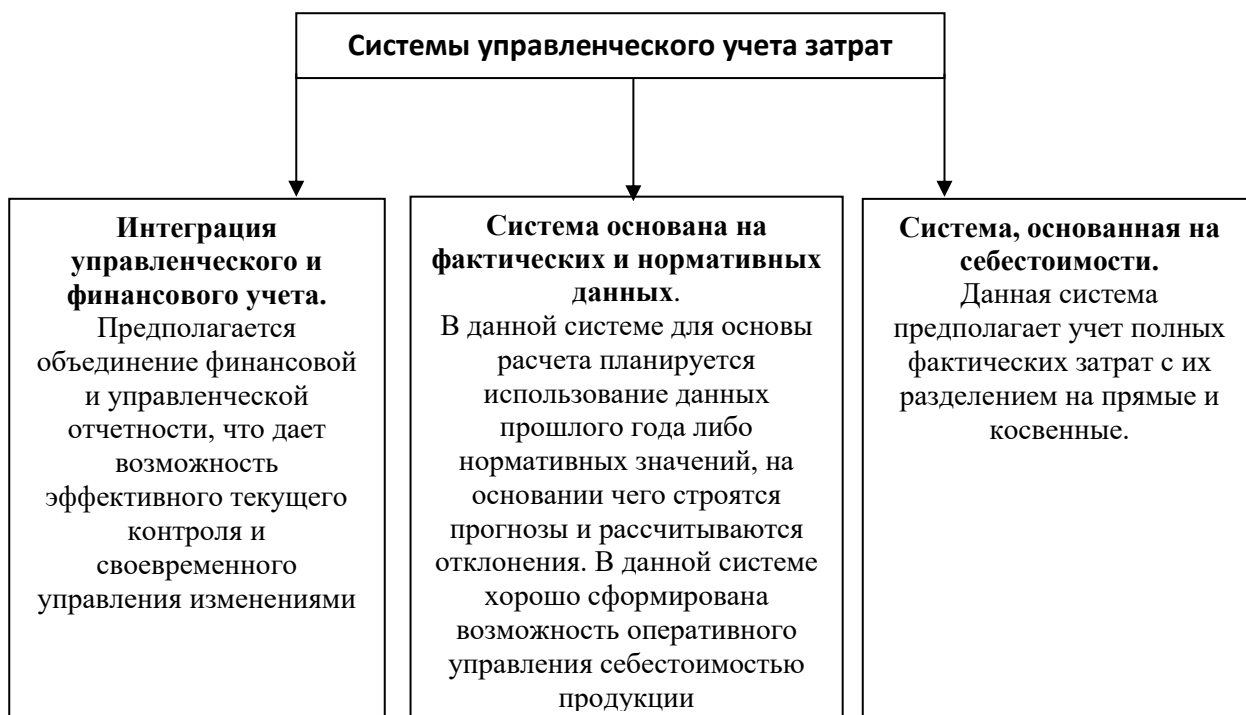 Системы управленческого учета затрат
Интеграция
управленческого и
финансового учета.
Предполагается
объединение финансовой
и управленческой
отчетности, что дает
возможность
эффективного текущего
контроля и
своевременного
управления изменениями
Система основана на
фактических и нормативных
данных.
В данной системе для основы
расчета планируется
использование данных
прошлого года либо
нормативных значений, на
основании чего строятся
прогнозы и рассчитываются
отклонения. В данной системе
хорошо сформирована
возможность оперативного
управления себестоимостью
продукции
Система, основанная на
себестоимости.
Данная система
предполагает учет полных
фактических затрат с их
разделением на прямые и
косвенные.